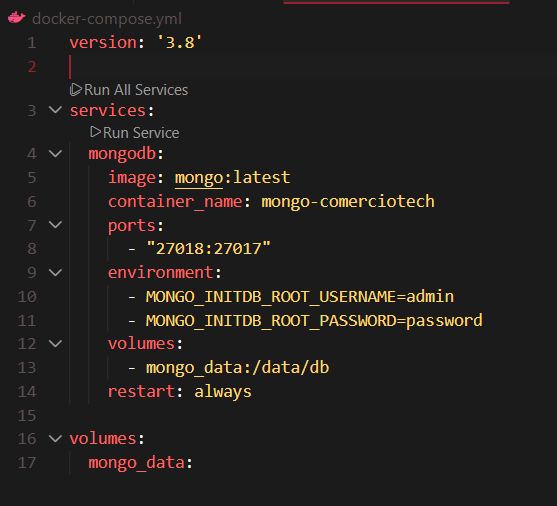 docker-compose.yml
1 version: '3.8'
2
Run All Services
3 services:
Run Service
4 mongodb:
5 image: mongo:latest
6 container_name: mongo-comerciotech
7 ports:
8 - "27018:27017"
9 environment:
10 - MONGO_INITDB_ROOT_USERNAME=admin
11 - MONGO_INITDB_ROOT_PASSWORD=password
12 volumes:
13 - mongo_data:/data/db
14 restart: always
15
16 volumes:
17 mongo_data: